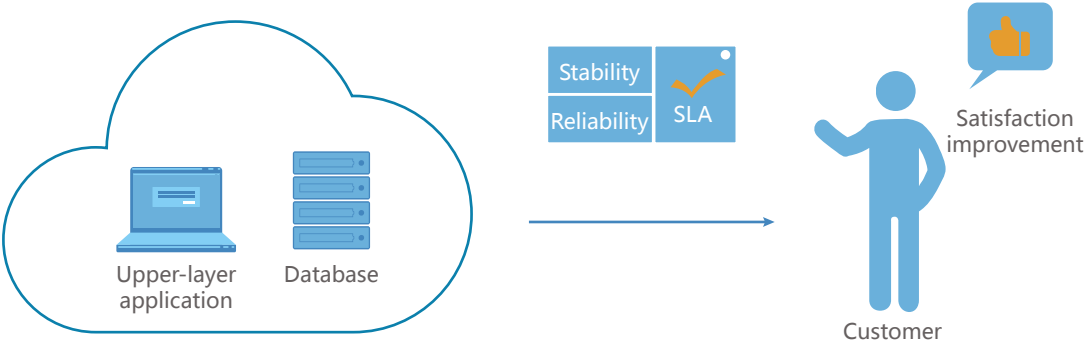 Upper-layer
application
Database
Stability
Reliability
SLA
Satisfaction
improvement
Customer